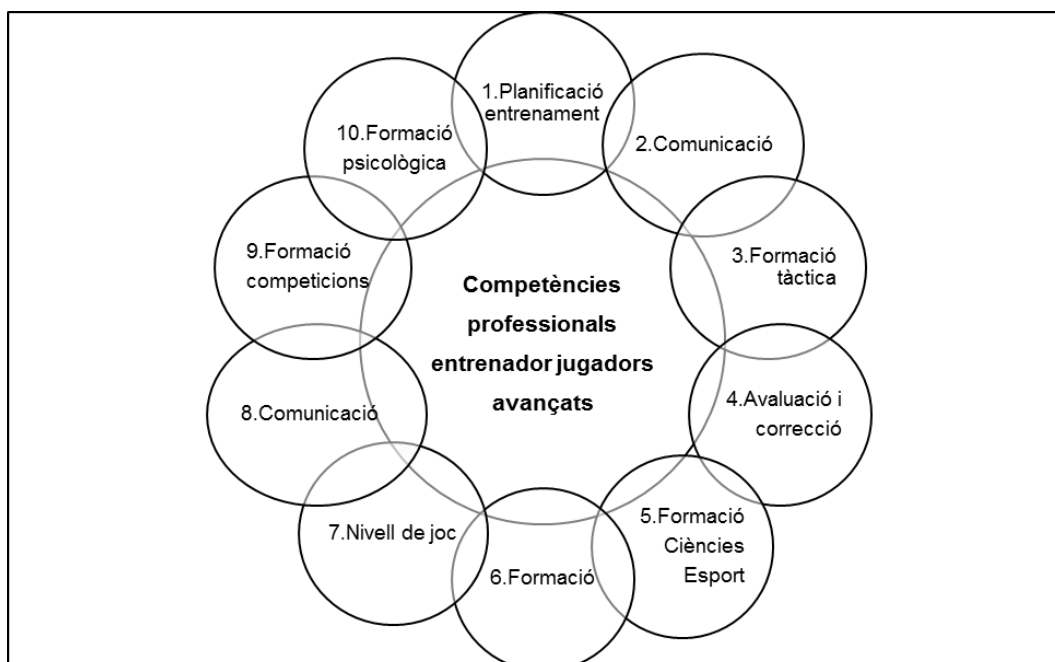 1.Planificació
entrenament
2.Comunicació
3.Formació
tàctica
4.Avaluació i
correcció
5.Formació
Ciències
Esport
6.Formació
7.Nivell de joc
8.Comunicació
9.Formació
competicions
10.Formació
psicològica
Competències
professionals
entrenador jugadors
avançats